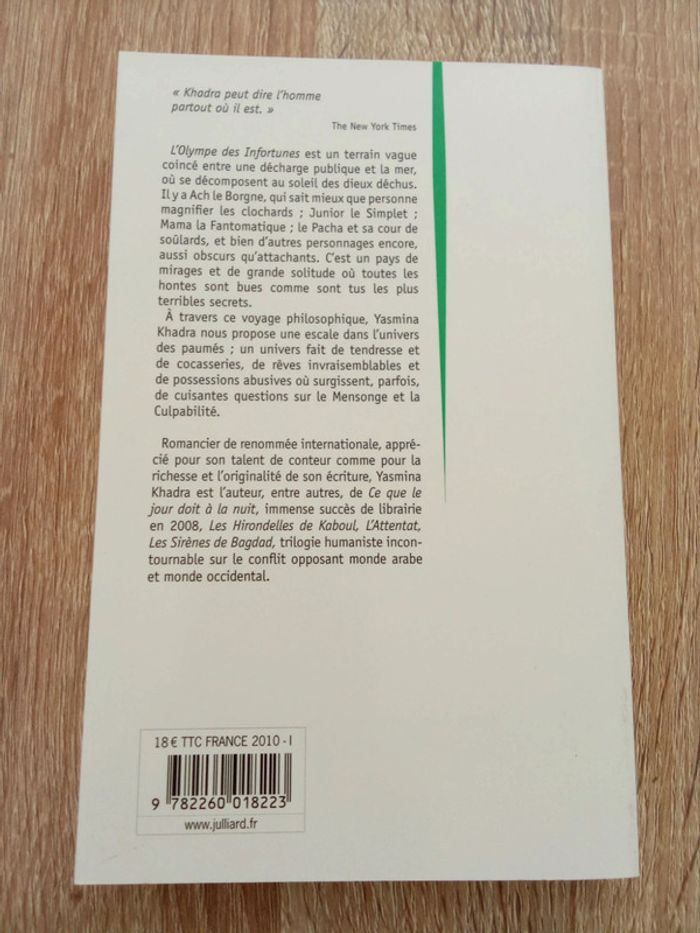 « Khadra peut dire l'homme
partout où il est. »
The New York Times
L'Olympe des Infortunes est un terrain vague
coincé entre une décharge publique et la mer,
où se décomposent au soleil des dieux déchus.
Il y a Ach le Borgne, qui sait mieux que personne
magnifier les clochards ; Junior le Simplet ;
Mama la Fantomatique ; le Pacha et sa cour de
soûlards, et bien d'autres personnages encore,
aussi obscurs qu'attachants. C'est un pays de
mirages et de grande solitude où toutes les
hontes sont bues comme sont tus les plus
terribles secrets.
À travers ce voyage philosophique, Yasmina
Khadra nous propose une escale dans l'univers
des paumés ; un univers fait de tendresse et
de cocasseries, de rêves invraisemblables et
de possessions abusives où surgissent, parfois,
de cuisantes questions sur le Mensonge et la
Culpabilité.
Romancier de renommée internationale, appré-
cié pour son talent de conteur comme pour la
richesse et l'originalité de son écriture, Yasmina
Khadra est l'auteur, entre autres, de Ce que le
jour doit à la nuit, immense succès de librairie
en 2008, Les Hirondelles de Kaboul, L'Attentat,
Les Sirènes de Bagdad, trilogie humaniste incon-
tournable sur le conflit opposant monde arabe
et monde occidental.
18 € TTC FRANCE 2010-I
9 782260 018223
www.julliard.fr